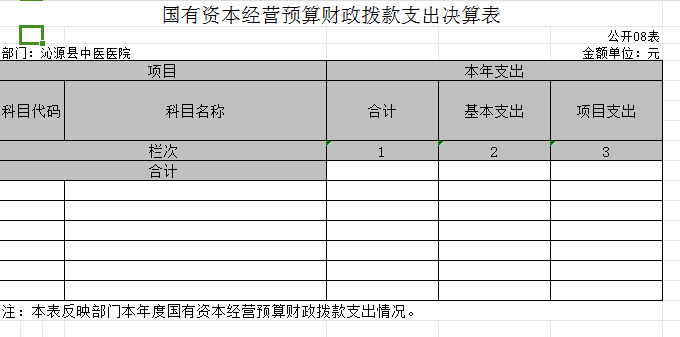 国有资本经营预算财政拨款支出决算表
公开08表
部门：沁源县中医医院 金额单位：元
项目 本年支出
科目代码 科目名称 合计 基本支出 项目支出
栏次 1 2 3
合计
注：本表反映部门本年度国有资本经营预算财政拨款支出情况。